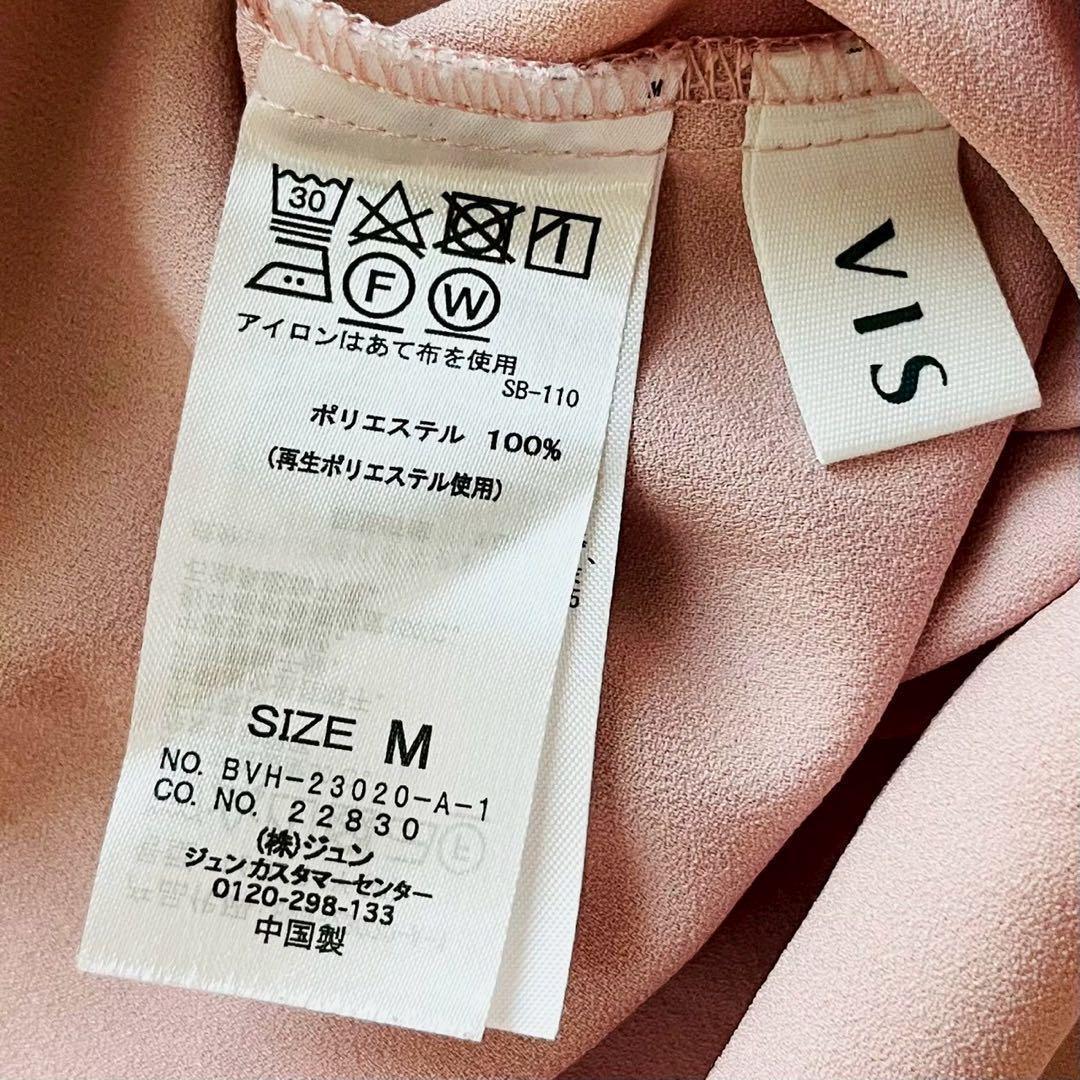 30
F W
アイロンはあて布を使用
SB-110
ポリエステル 100%
(再生ポリエステル使用)
SIZE M
NO. BVH-23020-A-1
CO. NO. 22830
(株)ジュン
ジュンカスタマーセンター
0120-298-133
中国製
M
VIS